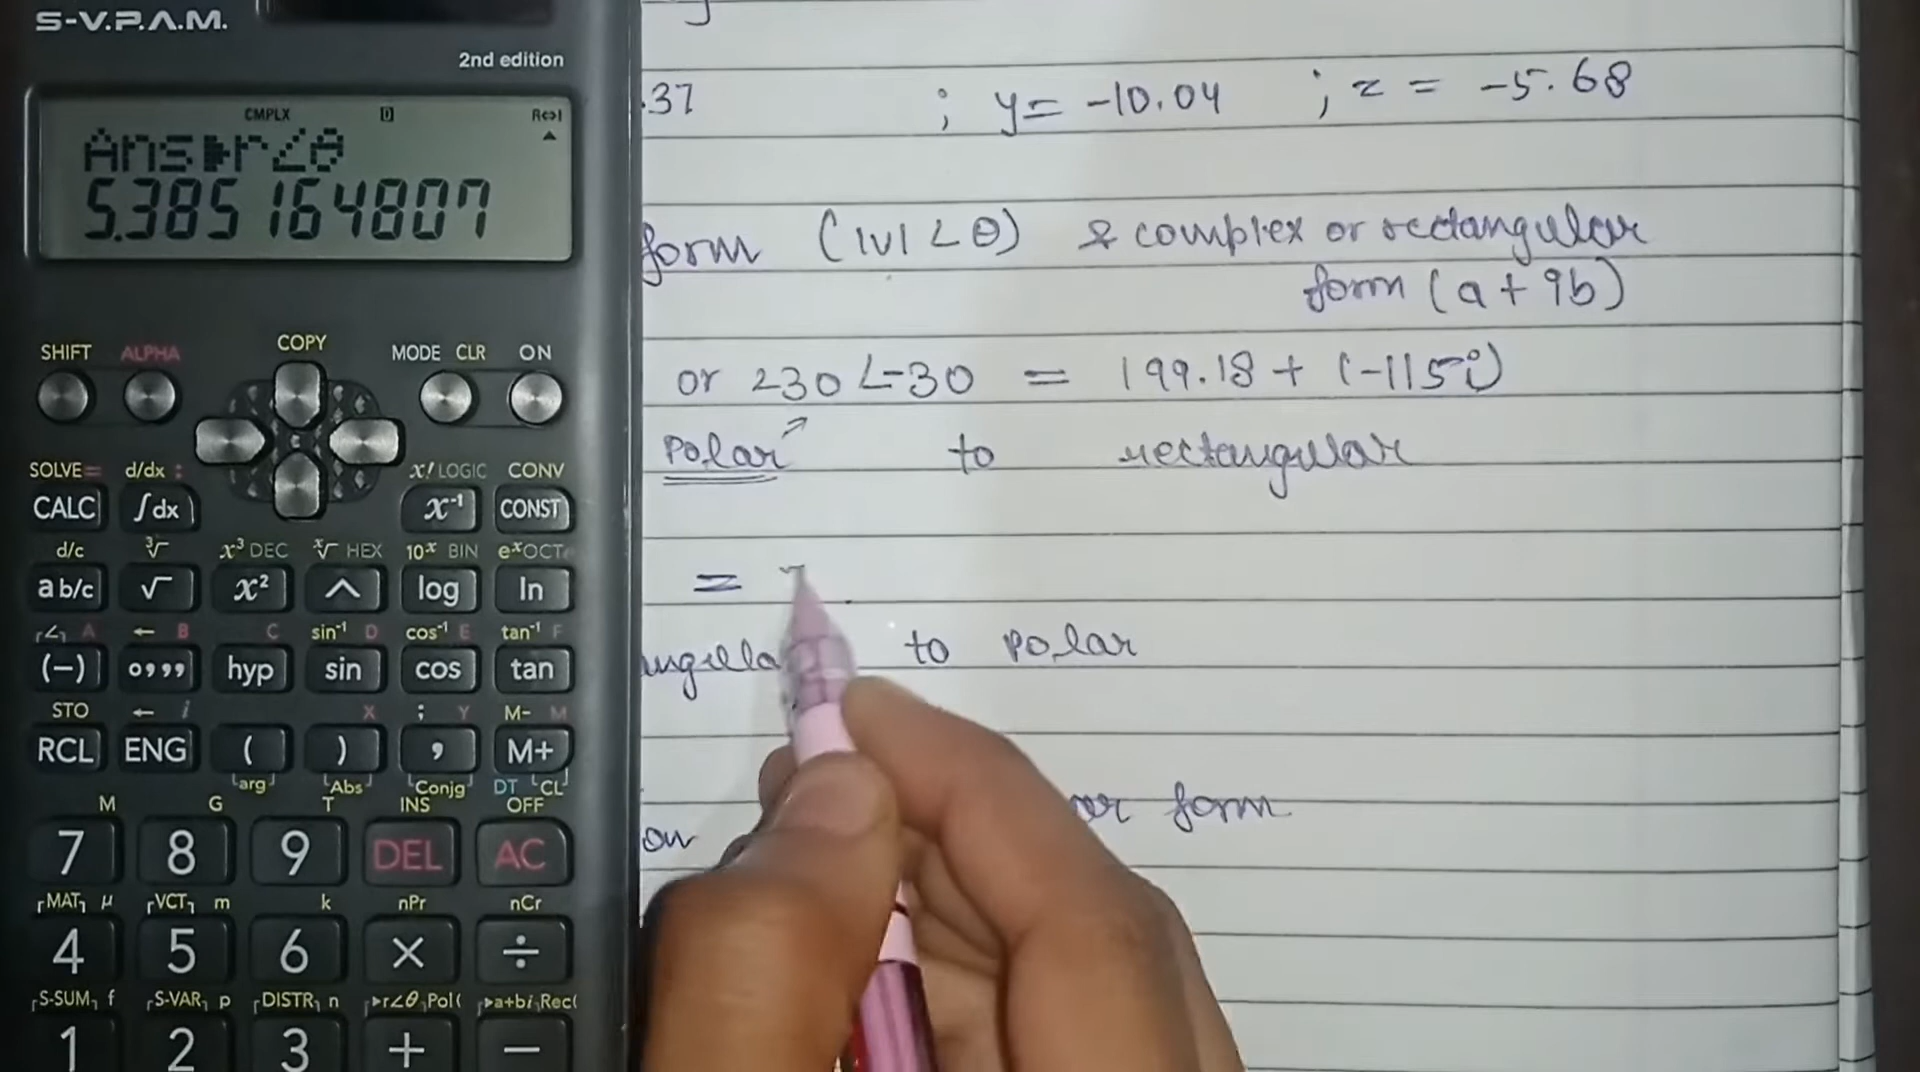 S-V.P.A.M.
2nd edition
CMPLX D R⇔I
Ans▶r∠θ
5.385164807
SHIFT ALPHA COPY MODE CLR ON
SOLVE = d/dx : x! LOGIC CONV
CALC ∫dx x⁻¹ CONST
d/c ³√ x³ DEC ˣ√ HEX 10ˣ BIN eˣ OCT
a b/c √ x² ^ log ln
∠ A ← B C sin⁻¹ D cos⁻¹ E tan⁻¹ F
(−) °,,, hyp sin cos tan
STO ← i X ; Y M- M
RCL ENG ( ) , M+
arg Abs Conjg DT CL
M G T INS OFF
7 8 9 DEL AC
MAT μ VCT m k nPr nCr
4 5 6 × ÷
S-SUM f S-VAR p DISTR n ▶r∠θ Pol( ▶a+bi Rec(
1 2 3 + −
.37 ; y = -10.04 ; z = -5.68
form (|v| < θ) & complex or rectangular
form (a + ib)
or 230 ∠-30 = 199.18 + (-115i)
Polar to rectangular
=
to polar
form